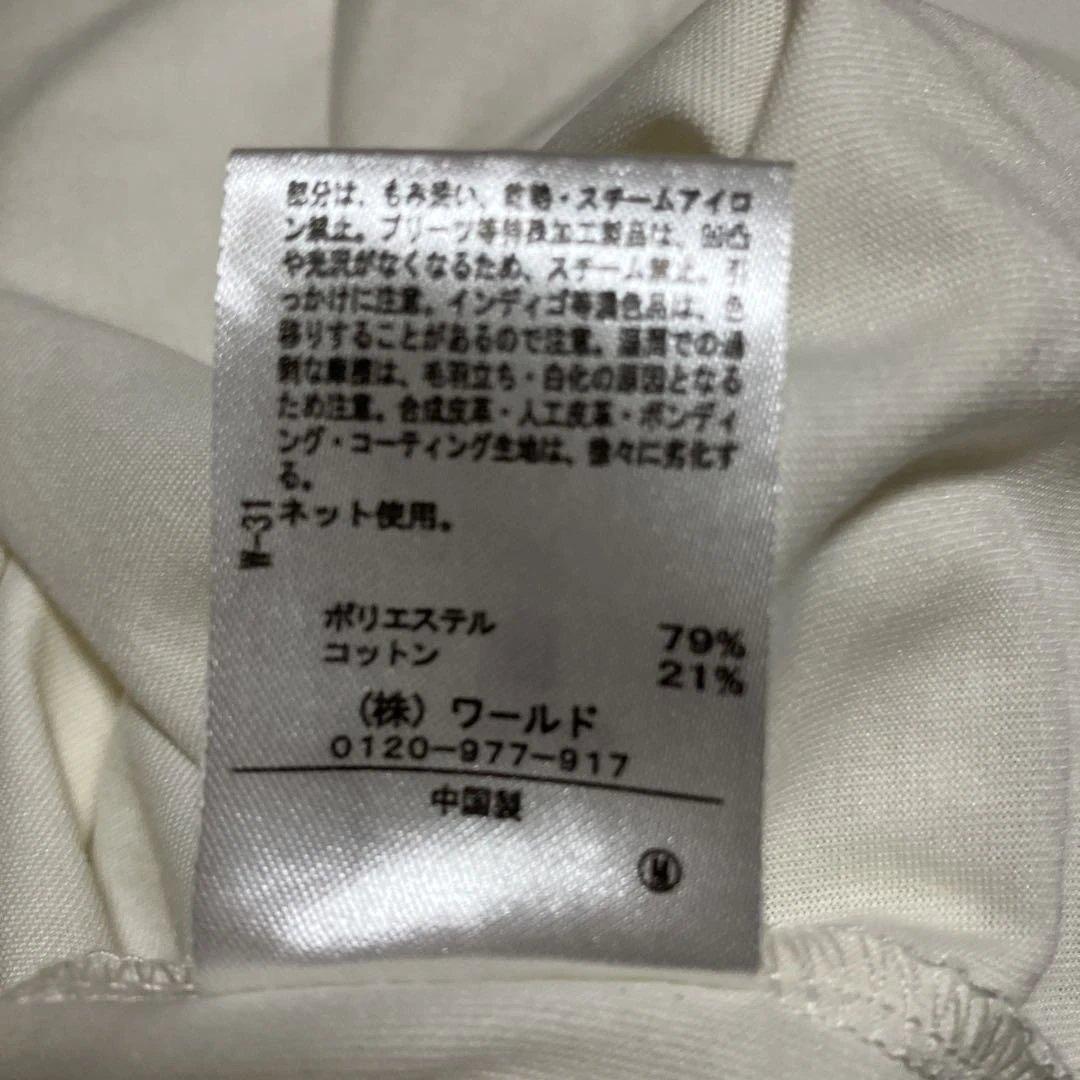 部分は、もみ洗い、乾熱・スチームアイロ
ン禁止。プリーツ等特殊加工製品は、凹凸
や光沢がなくなるため、スチーム禁止。引
っかけに注意。インディゴ等濃色品は、色
移りすることがあるので注意。湿潤での過
剰な摩擦は、毛羽立ち・白化の原因となる
ため注意。合成皮革・人工皮革・ボンディ
ング・コーティング生地は、徐々に劣化す
る。
ネット使用。
W-31
ポリエステル 79%
コットン 21%
(株) ワールド
0120-977-917
中国製